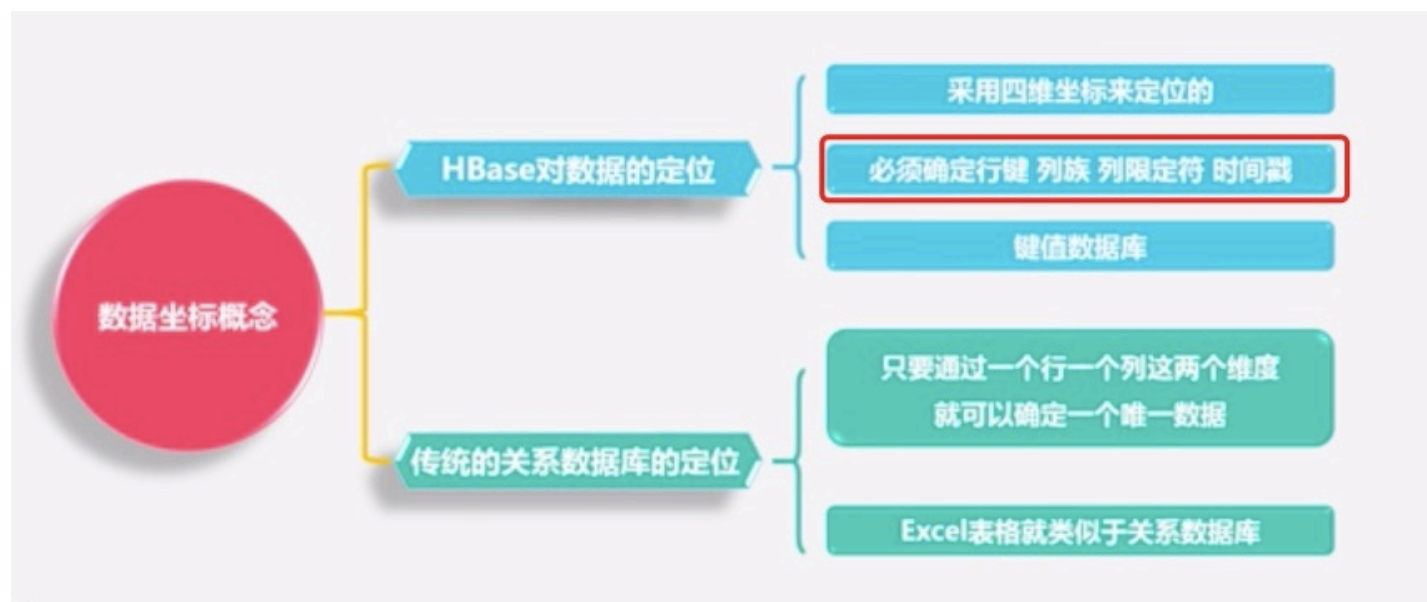 数据坐标概念
HBase对数据的定位
采用四维坐标来定位的
必须确定行键 列族 列限定符 时间戳
键值数据库
传统的关系数据库的定位
只要通过一个行一个列这两个维度
就可以确定一个唯一数据
Excel表格就类似于关系数据库